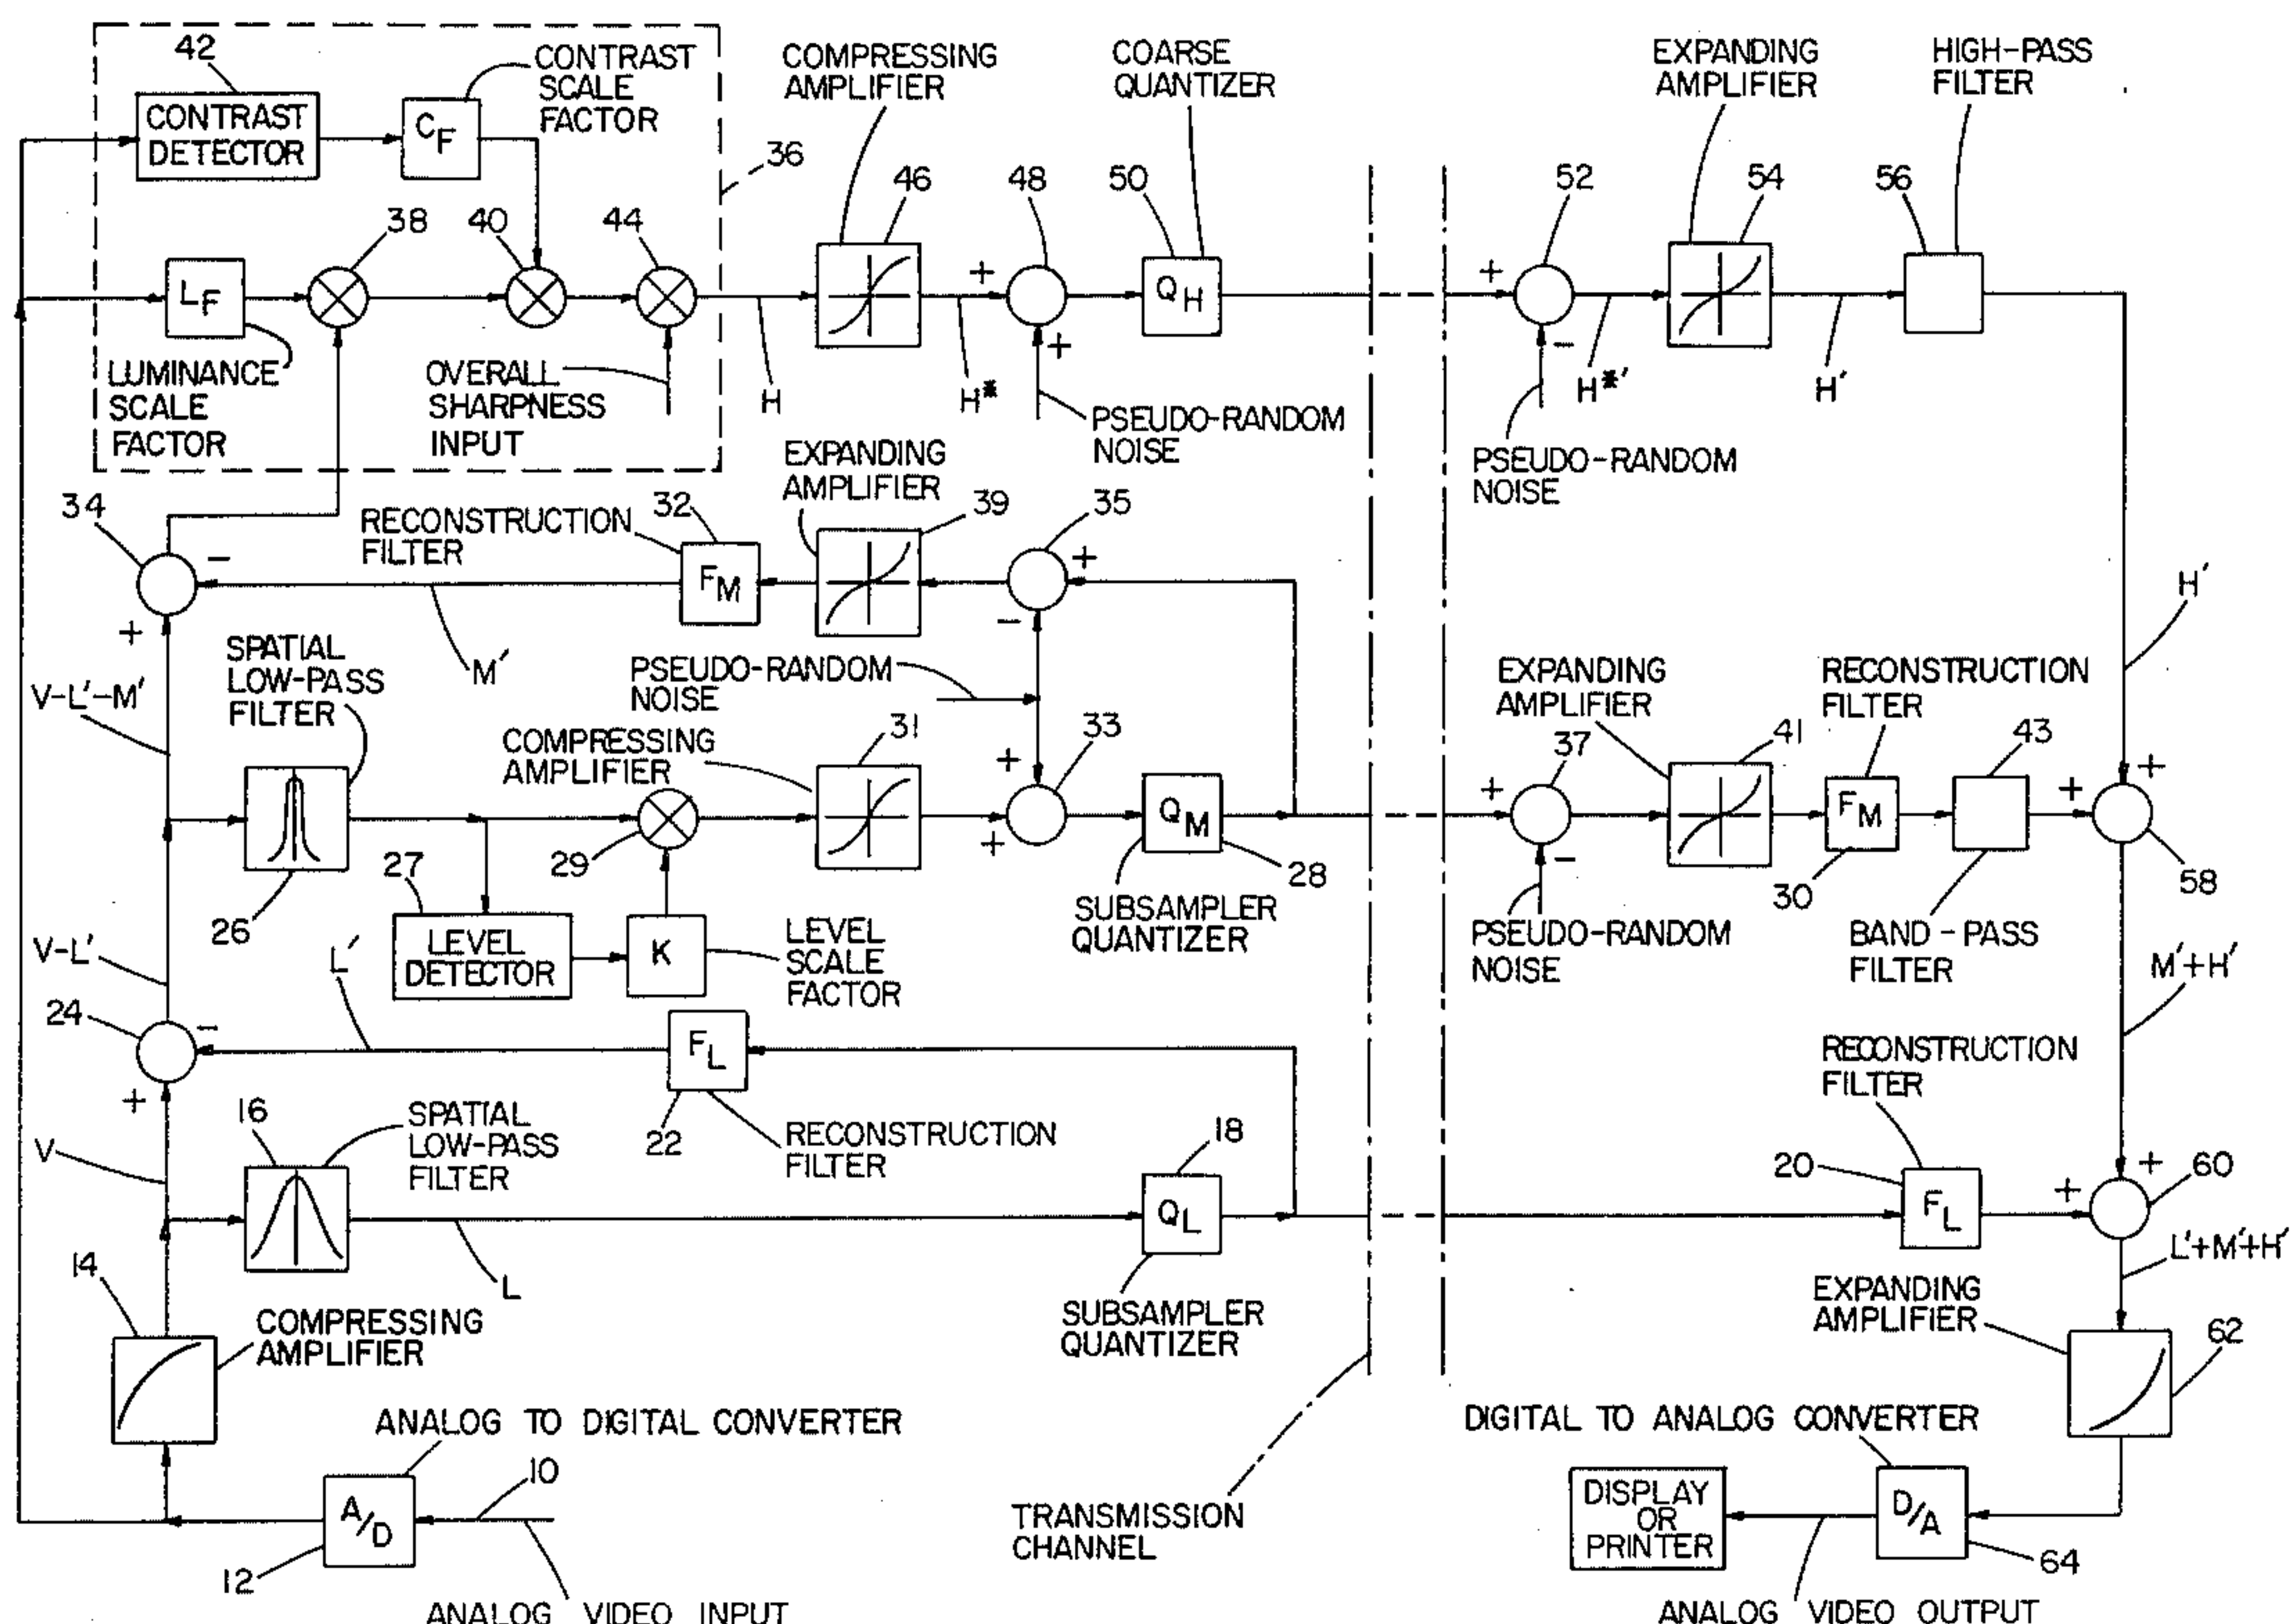 42
CONTRAST
SCALE
FACTOR
CONTRAST
DETECTOR
CF
36
LF
38
40
44
LUMINANCE
SCALE
FACTOR
OVERALL
SHARPNESS
INPUT
COMPRESSING
AMPLIFIER
46
H
H*
+
48
+
PSEUDO-RANDOM
NOISE
COARSE
QUANTIZER
50
QH
52
+
-
PSEUDO-RANDOM
NOISE
EXPANDING
AMPLIFIER
54
H*'
H'
HIGH-PASS
FILTER
56
34
-
+
RECONSTRUCTION
FILTER
32
FM
M'
EXPANDING
AMPLIFIER
39
35
+
-
PSEUDO-RANDOM
NOISE
H'
V-L'-M'
SPATIAL
LOW-PASS
FILTER
26
27
LEVEL
DETECTOR
29
K
LEVEL
SCALE
FACTOR
COMPRESSING
AMPLIFIER
31
+
+
33
QM
28
SUBSAMPLER
QUANTIZER
+
37
-
PSEUDO-RANDOM
NOISE
EXPANDING
AMPLIFIER
41
RECONSTRUCTION
FILTER
FM
30
43
BAND-PASS
FILTER
+
+
58
M'+H'
V-L'
24
-
+
L'
FL
22
RECONSTRUCTION
FILTER
V
16
SPATIAL
LOW-PASS
FILTER
L
18
QL
SUBSAMPLER
QUANTIZER
RECONSTRUCTION
FILTER
20
FL
+
+
60
L'+M'+H'
14
COMPRESSING
AMPLIFIER
EXPANDING
AMPLIFIER
62
ANALOG TO DIGITAL CONVERTER
10
A/D
12
ANALOG VIDEO INPUT
TRANSMISSION
CHANNEL
DIGITAL TO ANALOG CONVERTER
DISPLAY
OR
PRINTER
D/A
64
ANALOG VIDEO OUTPUT